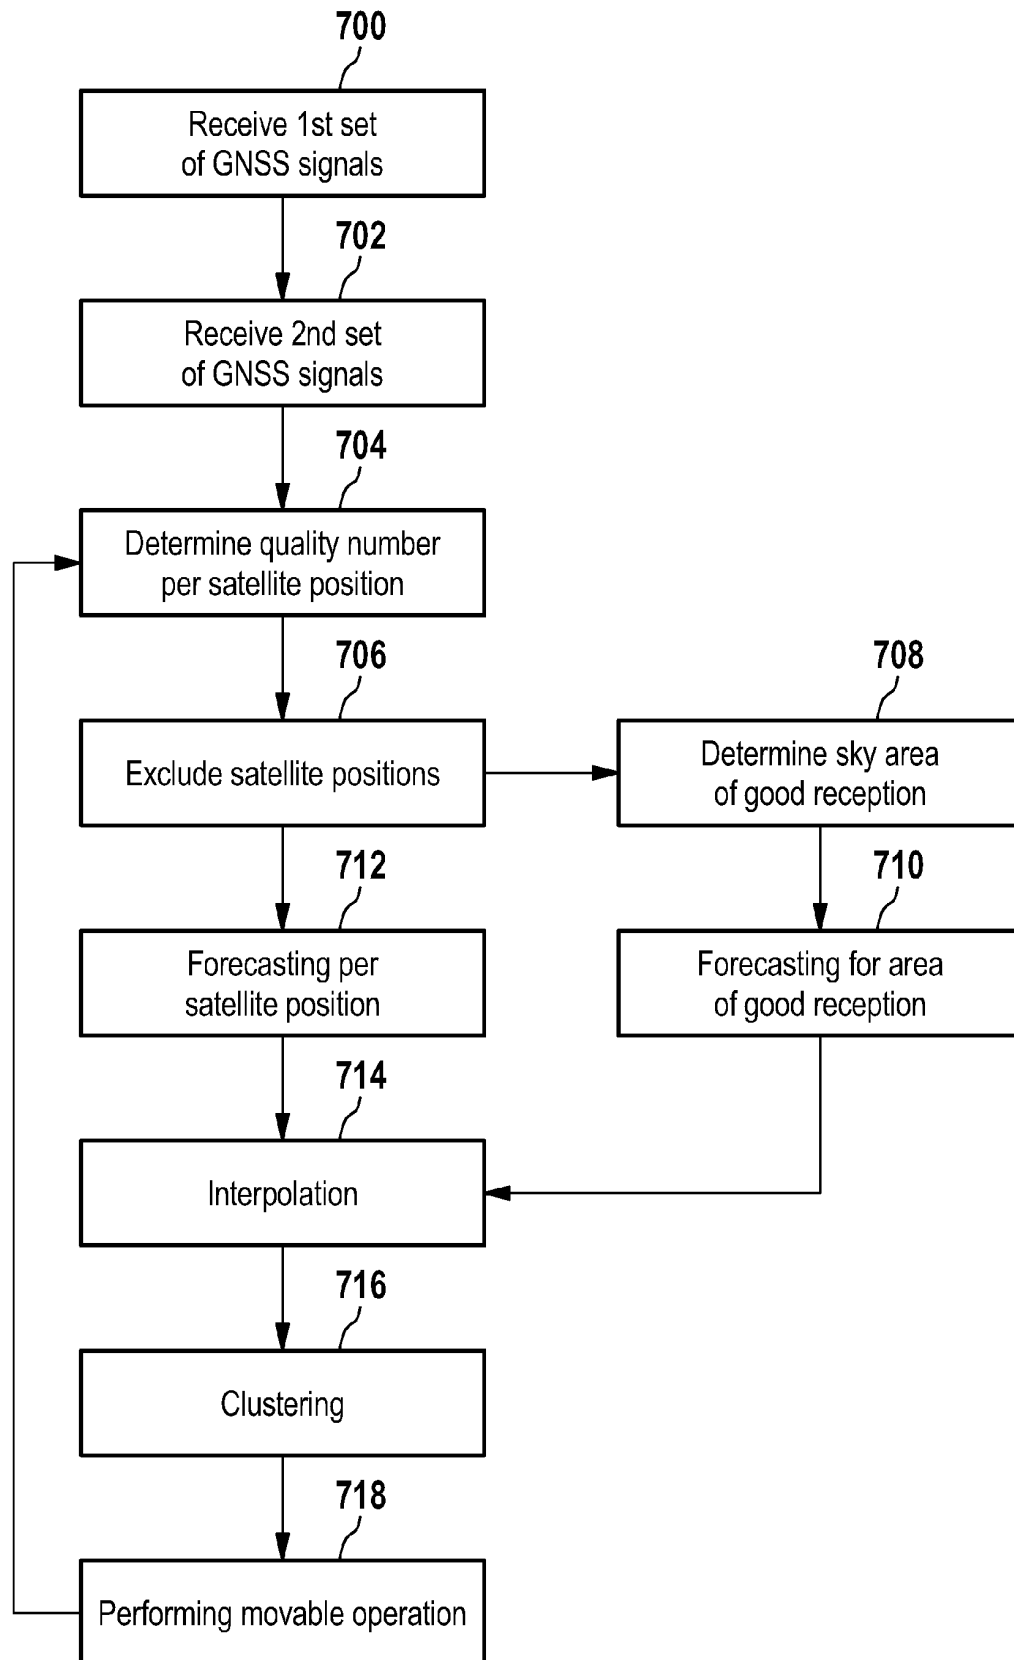 700
Receive 1st set
of GNSS signals
702
Receive 2nd set
of GNSS signals
704
Determine quality number
per satellite position
706
Exclude satellite positions
708
Determine sky area
of good reception
712
Forecasting per
satellite position
710
Forecasting for area
of good reception
714
Interpolation
716
Clustering
718
Performing movable operation